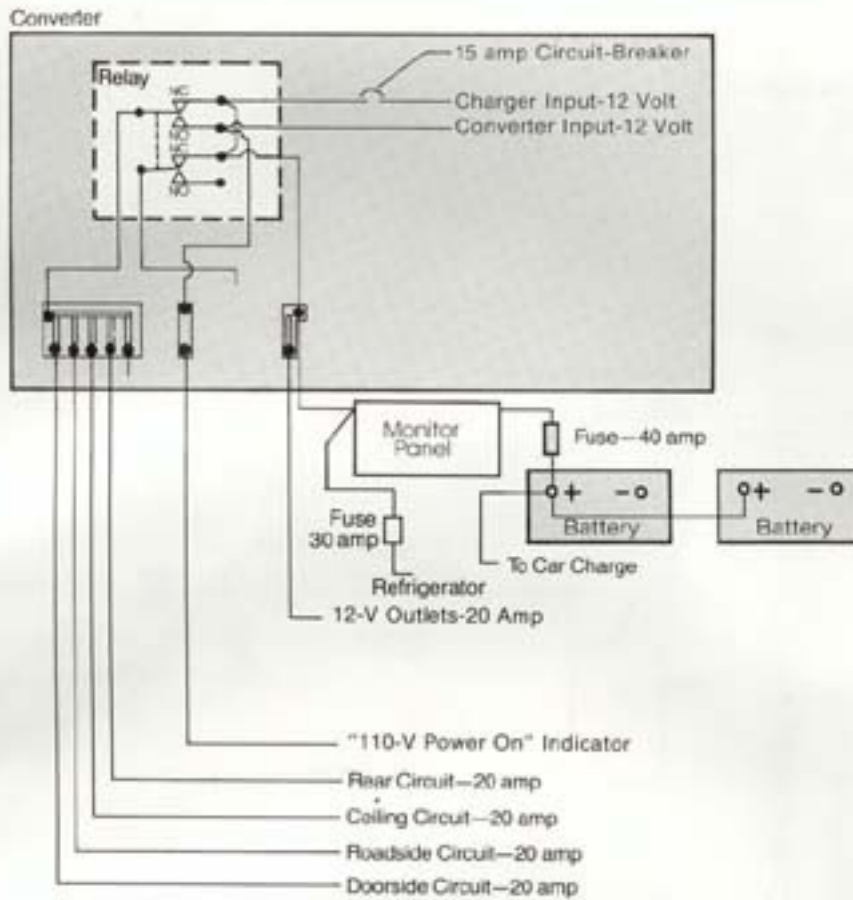 Converter
15 amp Circuit-Breaker
Relay
NC
Charger Input-12 Volt
Converter Input-12 Volt
NO
Monitor
Panel
Fuse—40 amp
+ -
Battery
+ -
Battery
Fuse
30 amp
To Car Charge
Refrigerator
12-V Outlets-20 Amp
"110-V Power On" Indicator
Rear Circuit—20 amp
Ceiling Circuit—20 amp
Roadside Circuit—20 amp
Doorside Circuit—20 amp